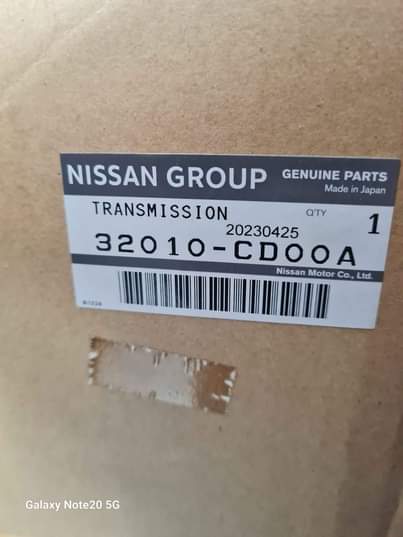 NISSAN GROUP GENUINE PARTS
Made in Japan
TRANSMISSION Q'TY 1
20230425
32010-CD00A
Nissan Motor Co., Ltd.
Galaxy Note20 5G